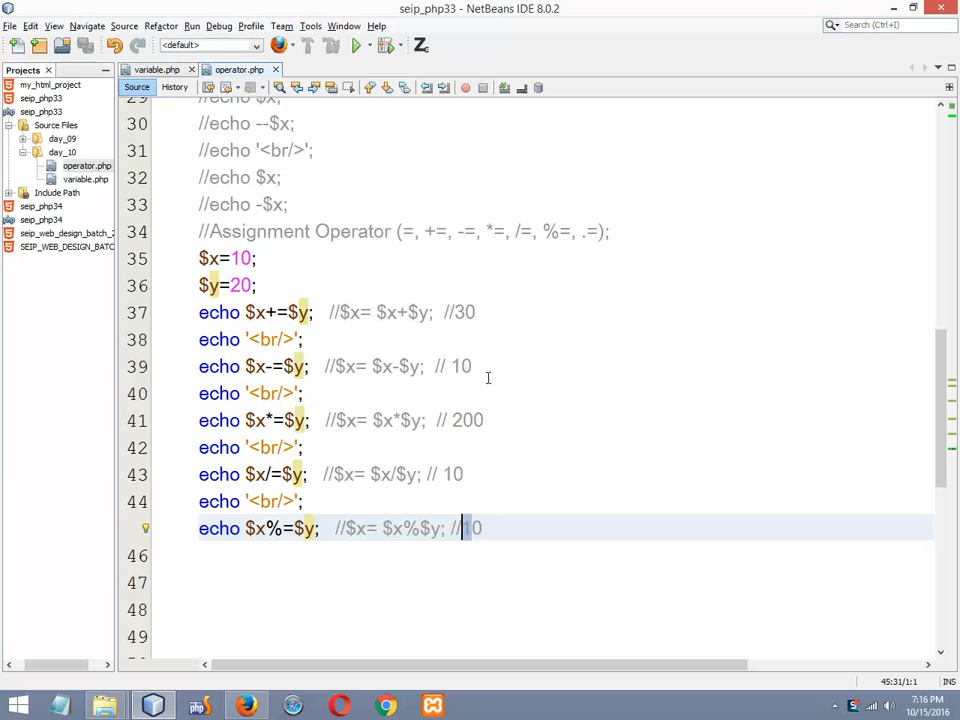 seip_php33 - NetBeans IDE 8.0.2
File Edit View Navigate Source Refactor Run Debug Profile Team Tools Window Help
Search (Ctrl+I)
<default>
Projects
variable.php
operator.php
Source History
my_html_project
seip_php33
seip_php33
Source Files
day_09
day_10
operator.php
variable.php
Include Path
seip_php34
seip_php34
seip_web_design_batch_2
SEIP_WEB_DESIGN_BATC
29 //echo $x;
30 //echo --$x;
31 //echo '<br/>';
32 //echo $x;
33 //echo -$x;
34 //Assignment Operator (=, +=, -=, *=, /=, %=, .=);
35 $x=10;
36 $y=20;
37 echo $x+=$y; //$x= $x+$y; //30
38 echo '<br/>';
39 echo $x-=$y; //$x= $x-$y; // 10
40 echo '<br/>';
41 echo $x*=$y; //$x= $x*$y; // 200
42 echo '<br/>';
43 echo $x/=$y; //$x= $x/$y; // 10
44 echo '<br/>';
echo $x%=$y; //$x= $x%$y; //10
46
47
48
49
45:31/1:1 INS
php
7:16 PM
10/15/2016